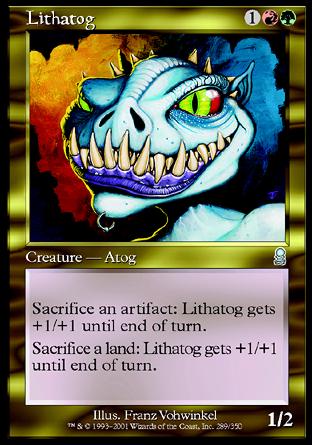 Lithatog 1
Creature — Atog
Sacrifice an artifact: Lithatog gets
+1/+1 until end of turn.
Sacrifice a land: Lithatog gets +1/+1
until end of turn.
1/2
Illus. Franz Vohwinkel
™ & © 1993–2001 Wizards of the Coast, Inc. 289/350